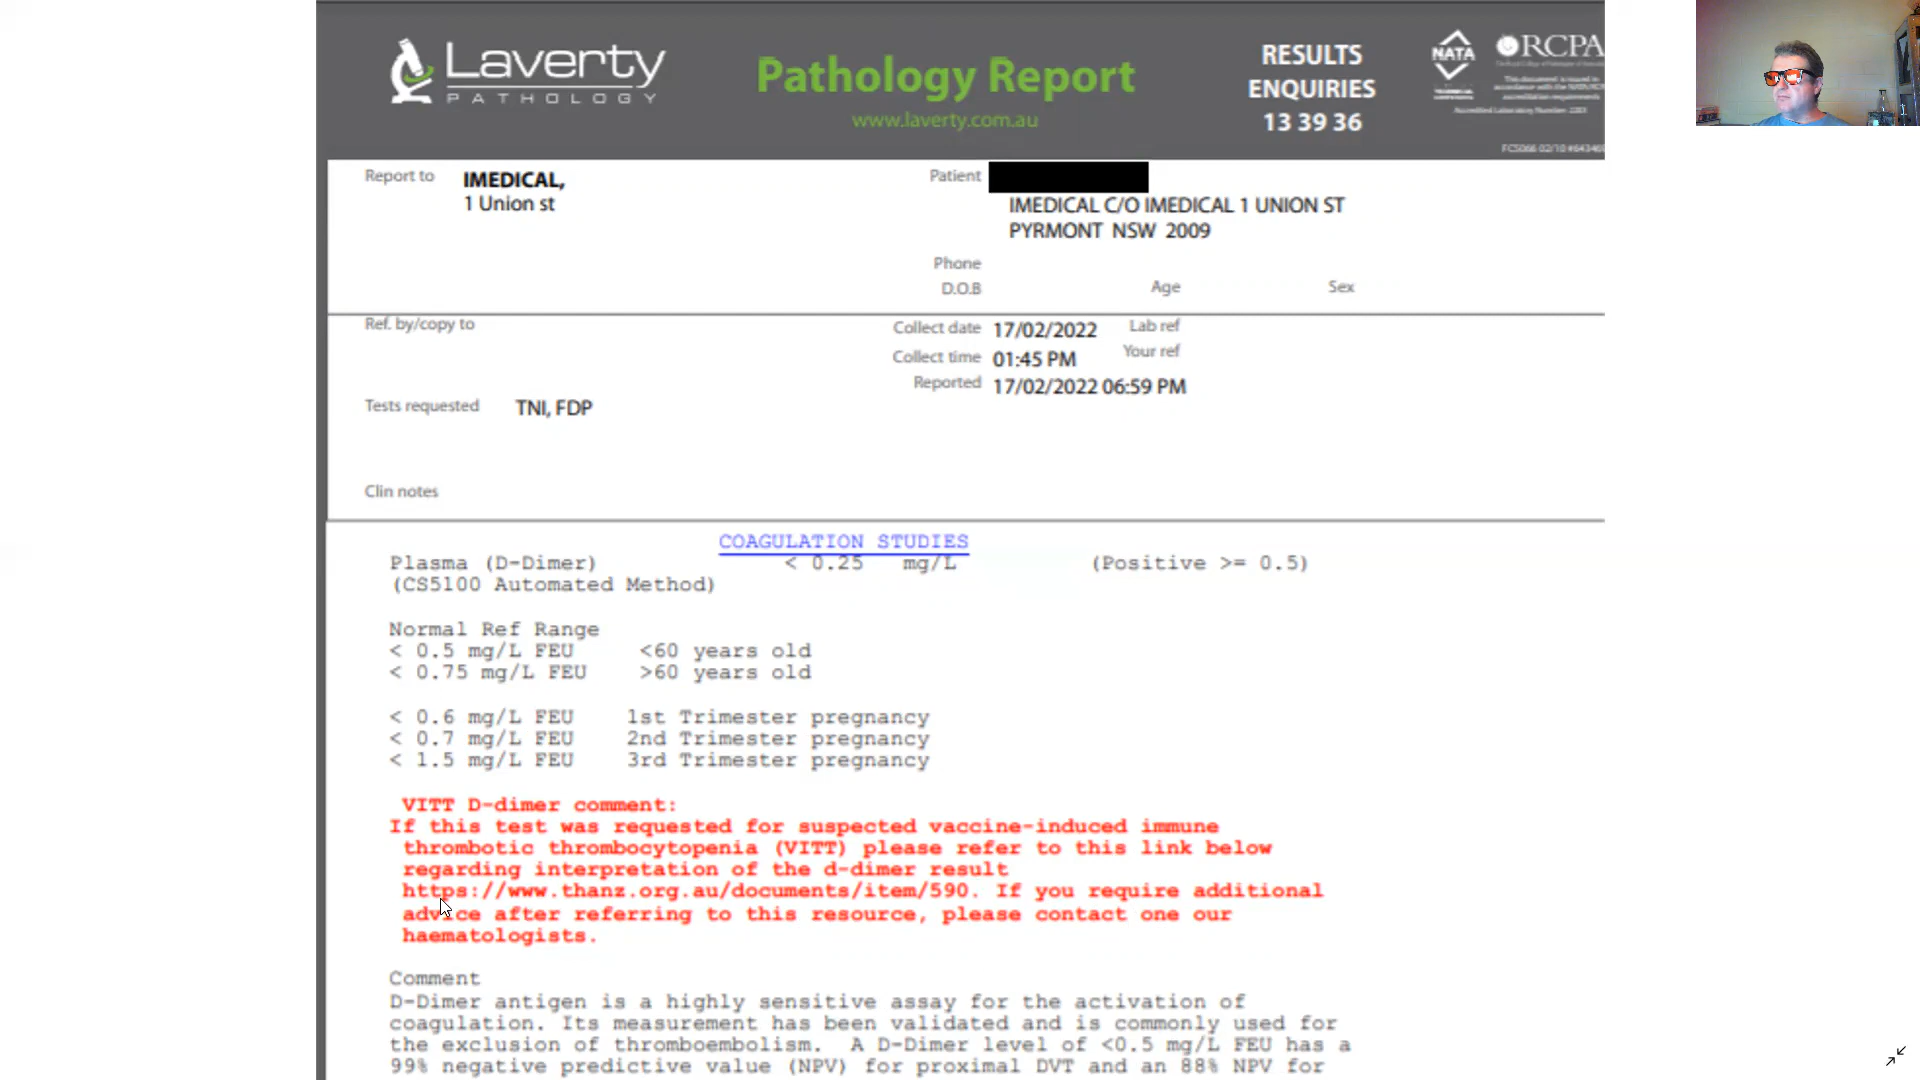 Laverty
PATHOLOGY
Pathology Report
www.laverty.com.au
RESULTS
ENQUIRIES
13 39 36
NATA
RCPA
Report to
IMEDICAL,
1 Union st
Patient
IMEDICAL C/O IMEDICAL 1 UNION ST
PYRMONT NSW 2009
Phone
D.O.B
Age
Sex
Ref. by/copy to
Collect date 17/02/2022
Lab ref
Collect time 01:45 PM
Your ref
Reported 17/02/2022 06:59 PM
Tests requested TNI, FDP
Clin notes
COAGULATION STUDIES
Plasma (D-Dimer) < 0.25 mg/L (Positive >= 0.5)
(CS5100 Automated Method)
Normal Ref Range
< 0.5 mg/L FEU <60 years old
< 0.75 mg/L FEU >60 years old
< 0.6 mg/L FEU 1st Trimester pregnancy
< 0.7 mg/L FEU 2nd Trimester pregnancy
< 1.5 mg/L FEU 3rd Trimester pregnancy
VITT D-dimer comment:
If this test was requested for suspected vaccine-induced immune
thrombotic thrombocytopenia (VITT) please refer to this link below
regarding interpretation of the d-dimer result
https://www.thanz.org.au/documents/item/590. If you require additional
advice after referring to this resource, please contact one our
haematologists.
Comment
D-Dimer antigen is a highly sensitive assay for the activation of
coagulation. Its measurement has been validated and is commonly used for
the exclusion of thromboembolism. A D-Dimer level of <0.5 mg/L FEU has a
99% negative predictive value (NPV) for proximal DVT and an 88% NPV for